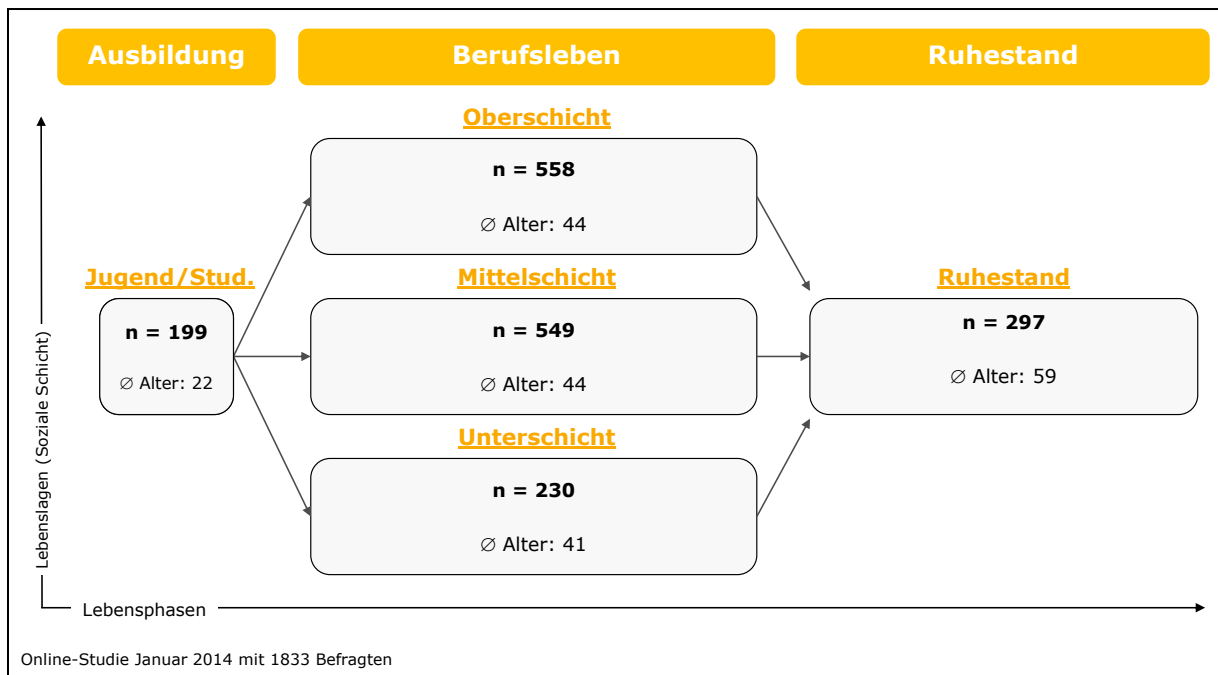 Ausbildung
Berufsleben
Ruhestand
Oberschicht
n = 558
∅ Alter: 44
Jugend/Stud.
n = 199
∅ Alter: 22
Mittelschicht
n = 549
∅ Alter: 44
Ruhestand
n = 297
∅ Alter: 59
Unterschicht
n = 230
∅ Alter: 41
Lebenslagen (Soziale Schicht)
Lebensphasen
Online-Studie Januar 2014 mit 1833 Befragten